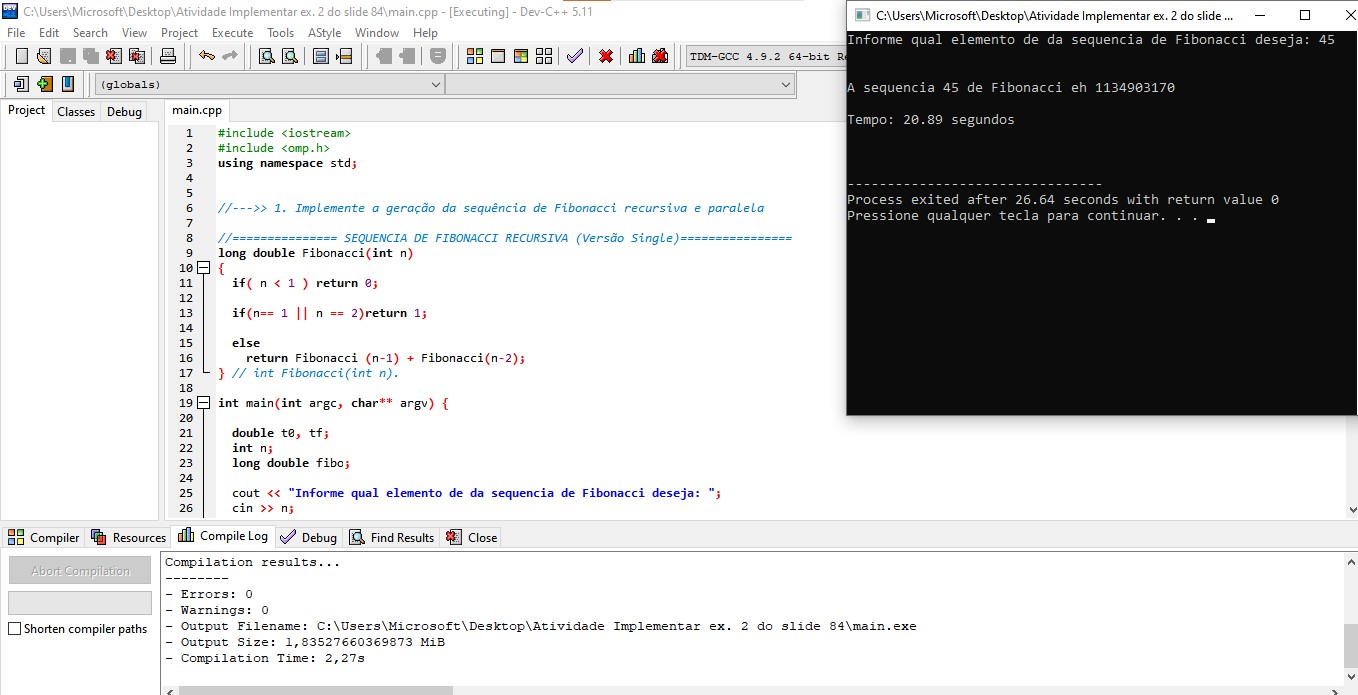 C:\Users\Microsoft\Desktop\Atividade Implementar ex. 2 do slide 84\main.cpp - [Executing] - Dev-C++ 5.11
File Edit Search View Project Execute Tools AStyle Window Help
TDM-GCC 4.9.2 64-bit Re
(globals)
Project Classes Debug
main.cpp
1 #include <iostream>
2 #include <omp.h>
3 using namespace std;
4
5
6 //--->> 1. Implemente a geração da sequência de Fibonacci recursiva e paralela
7
8 //=============== SEQUENCIA DE FIBONACCI RECURSIVA (Versão Single)================
9 long double Fibonacci(int n)
10 {
11 if( n < 1 ) return 0;
12
13 if(n== 1 || n == 2)return 1;
14
15 else
16 return Fibonacci (n-1) + Fibonacci(n-2);
17 } // int Fibonacci(int n).
18
19 int main(int argc, char** argv) {
20
21 double t0, tf;
22 int n;
23 long double fibo;
24
25 cout << "Informe qual elemento de da sequencia de Fibonacci deseja: ";
26 cin >> n;
C:\Users\Microsoft\Desktop\Atividade Implementar ex. 2 do slide ...
Informe qual elemento de da sequencia de Fibonacci deseja: 45
A sequencia 45 de Fibonacci eh 1134903170
Tempo: 20.89 segundos
--------------------------------
Process exited after 26.64 seconds with return value 0
Pressione qualquer tecla para continuar. . .
Compiler Resources Compile Log Debug Find Results Close
Abort Compilation
Shorten compiler paths
Compilation results...
--------
- Errors: 0
- Warnings: 0
- Output Filename: C:\Users\Microsoft\Desktop\Atividade Implementar ex. 2 do slide 84\main.exe
- Output Size: 1,83527660369873 MiB
- Compilation Time: 2,27s